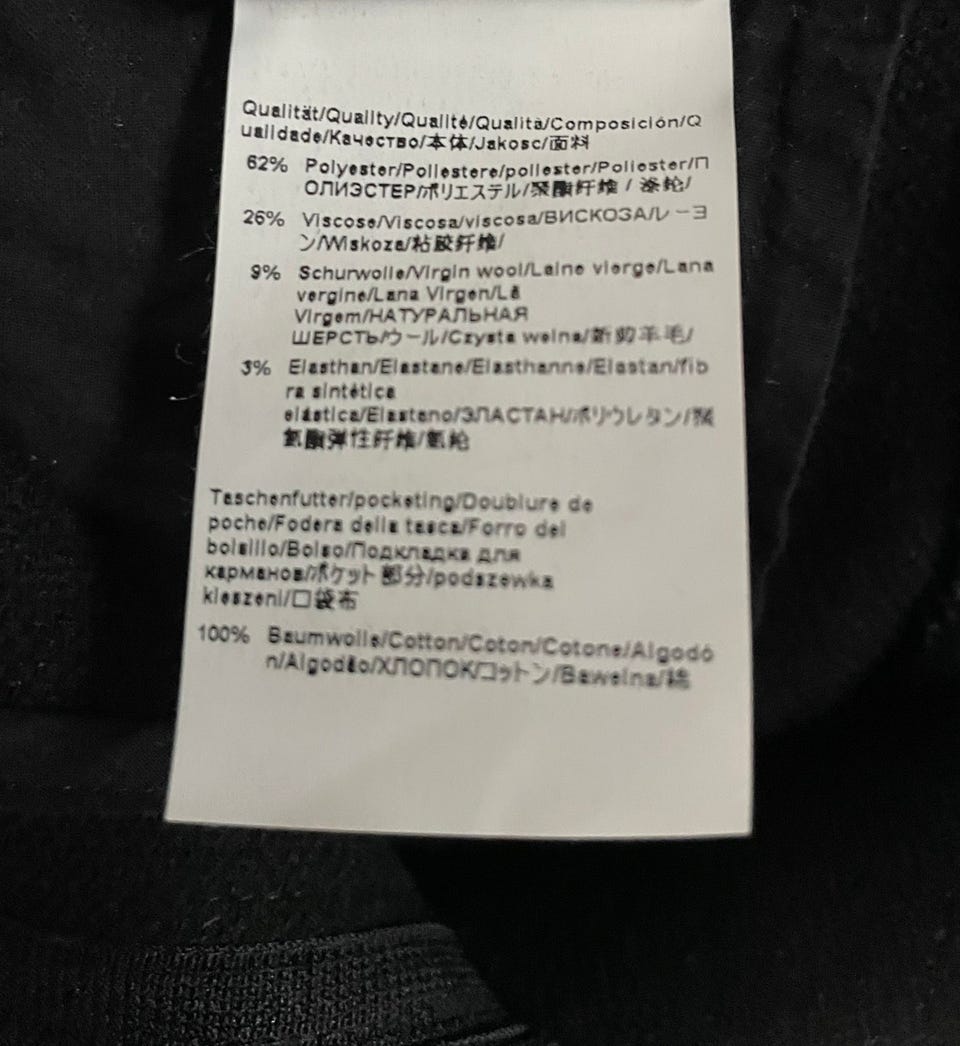 Qualität/Quality/Qualité/Qualità/Composición/Q
ualidade/Качество/本体/Jakosc/面料
62% Polyester/Poliestere/poliester/Poliester/П
ОЛИЭСТЕР/ポリエステル/聚酯纤维 / 涤纶/
26% Viscose/Viscosa/viscosa/ВИСКОЗА/レーヨ
ン/Wiskoza/粘胶纤维/
9% Schurwolle/Virgin wool/Laine vierge/Lana
vergine/Lana Virgen/Lã
Virgem/НАТУРАЛЬНАЯ
ШЕРСТЬ/ウール/Czysta welna/新剪羊毛/
3% Elasthan/Elastane/Elasthanne/Elastan/fib
ra sintética
elástica/Elastano/ЭЛАСТАН/ポリウレタン/聚
氨酯弹性纤维/氨纶
Taschenfutter/pocketing/Doublure de
poche/Fodera della tasca/Forro del
bolsillo/Bolso/Подкладка для
карманов/ポケット部分/podszewka
kieszeni/口袋布
100% Baumwolle/Cotton/Coton/Cotone/Algodó
n/Algodão/ХЛОПОК/コットン/Bawelna/棉